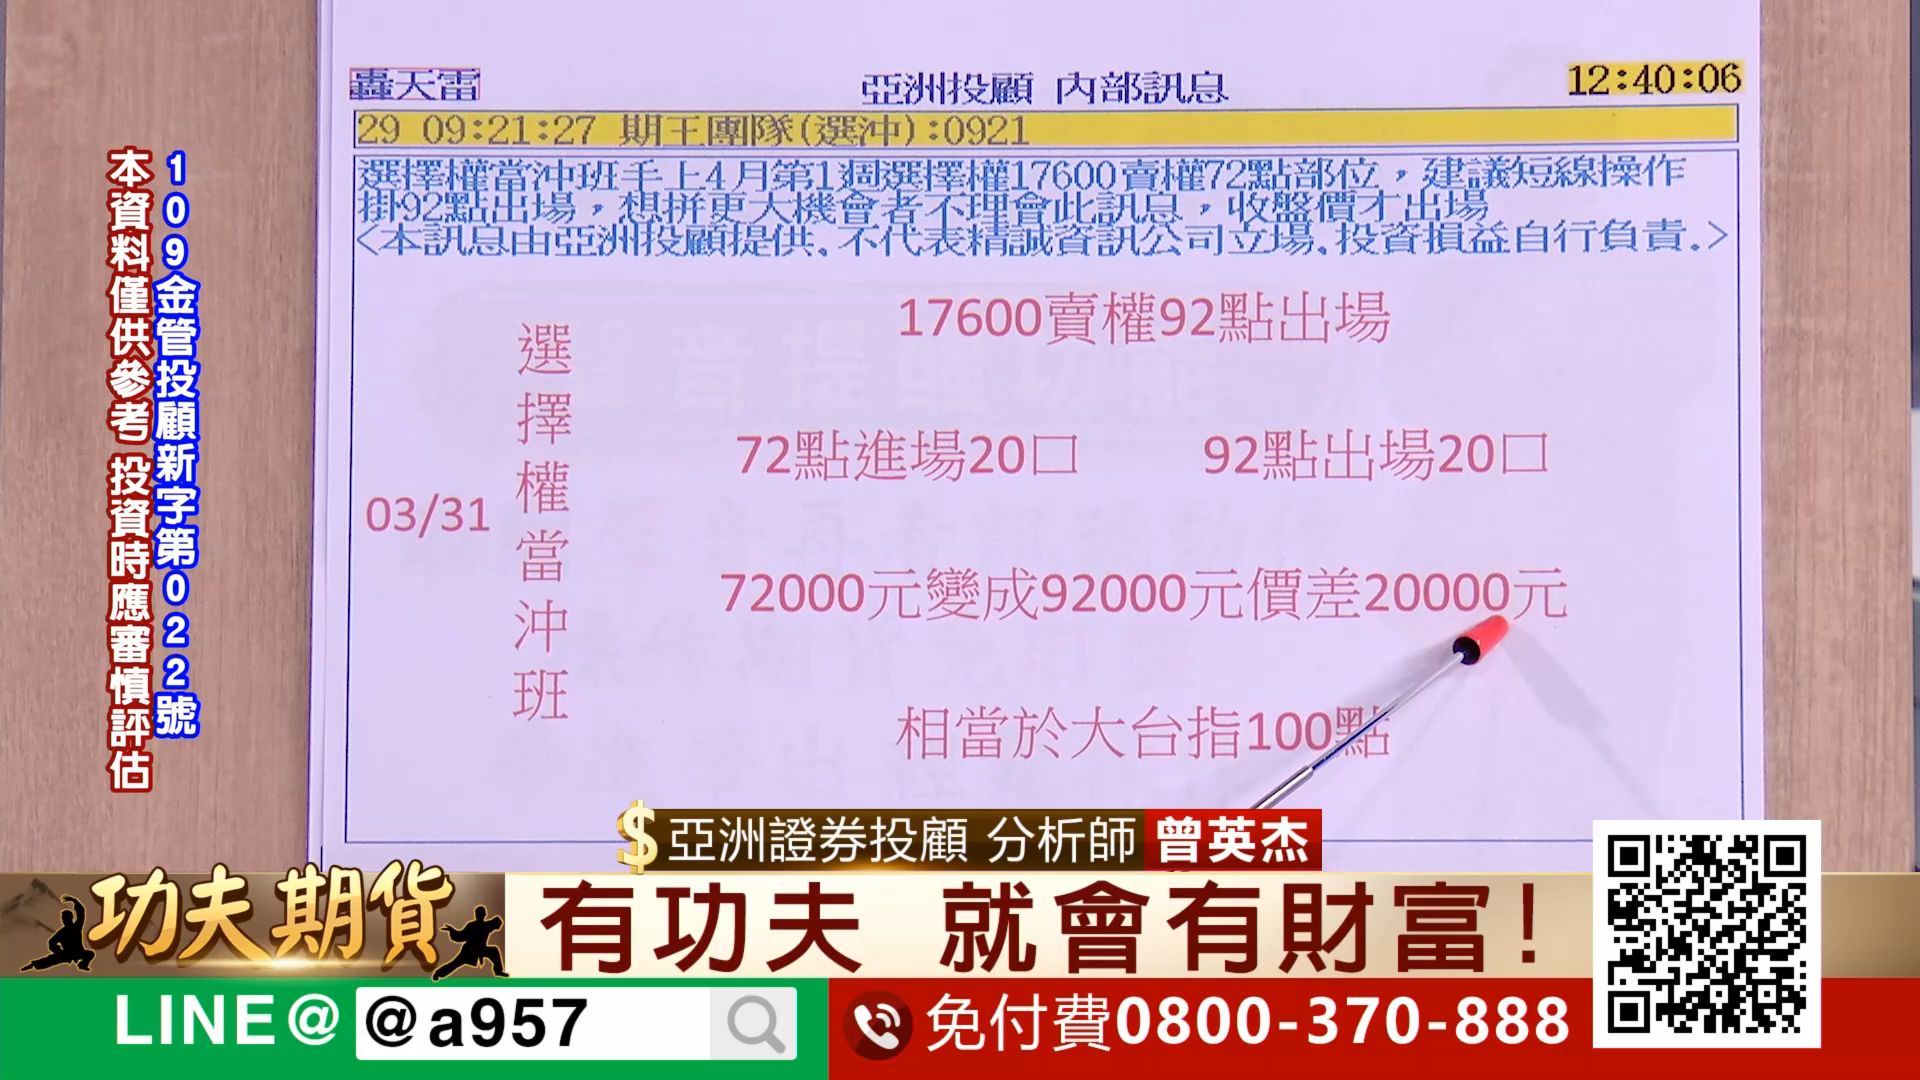 轟天雷
亞洲投顧 內部訊息
12:40:06
29 09:21:27 期王團隊(選沖):0921
選擇權當沖班手上4月第1週選擇權17600賣權72點部位，建議短線操作
掛92點出場，想拼更大機會者不理會此訊息，收盤價才出場
<本訊息由亞洲投顧提供,不代表精誠資訊公司立場,投資損益自行負責.>
17600賣權92點出場
72點進場20口
92點出場20口
03/31
選擇權當沖班
72000元變成92000元價差20000元
相當於大台指100點
109金管投顧新字第022號
本資料僅供參考 投資時應審慎評估
$亞洲證券投顧 分析師 曾英杰
功夫期貨
有功夫 就會有財富!
LINE@ @a957
免付費0800-370-888